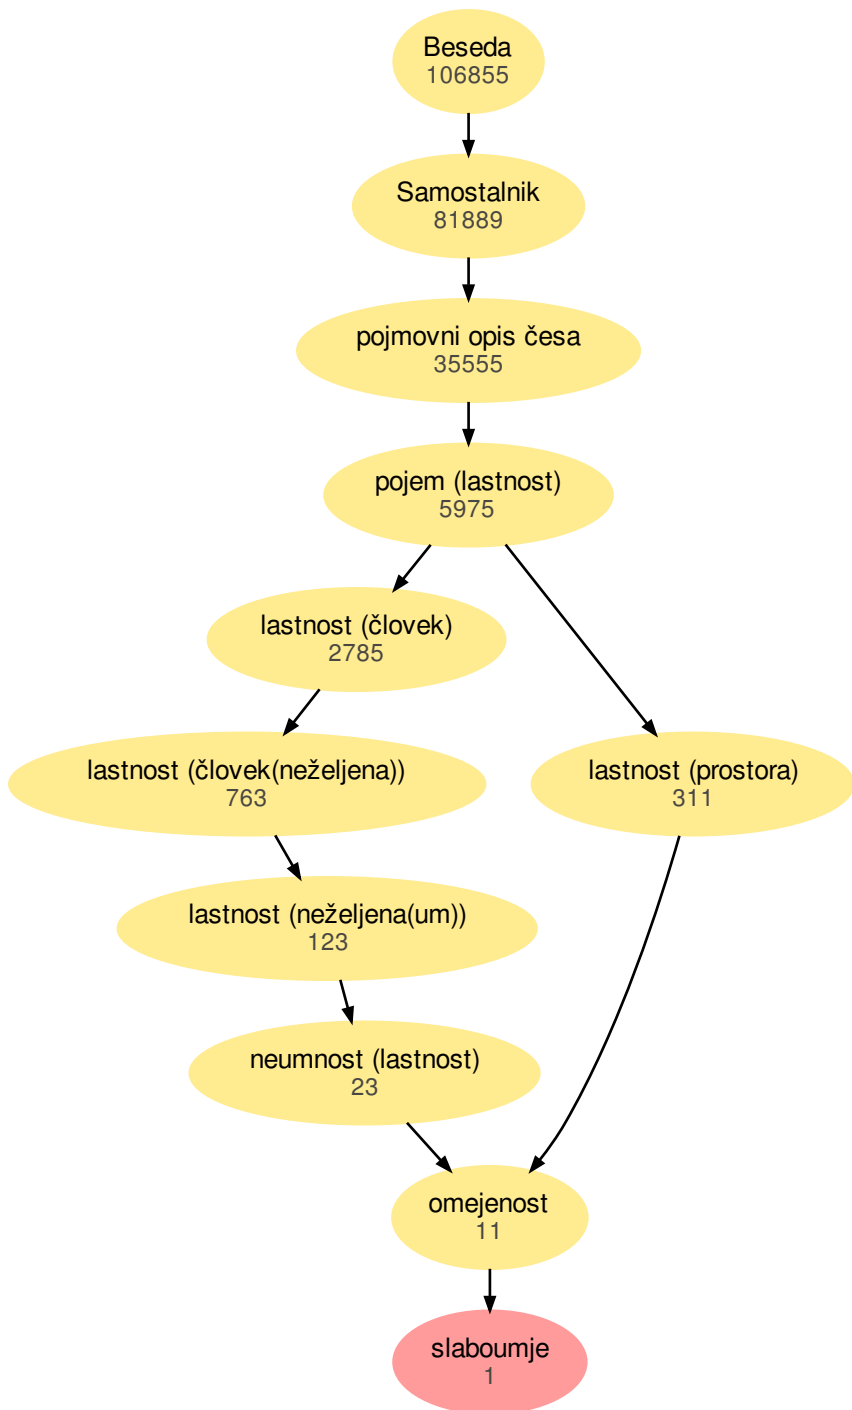 Beseda
106855
Samostalnik
81889
pojmovni opis česa
35555
pojem (lastnost)
5975
lastnost (človek)
2785
lastnost (človek(neželjena))
763
lastnost (prostora)
311
lastnost (neželjena(um))
123
neumnost (lastnost)
23
omejenost
11
slaboumje
1